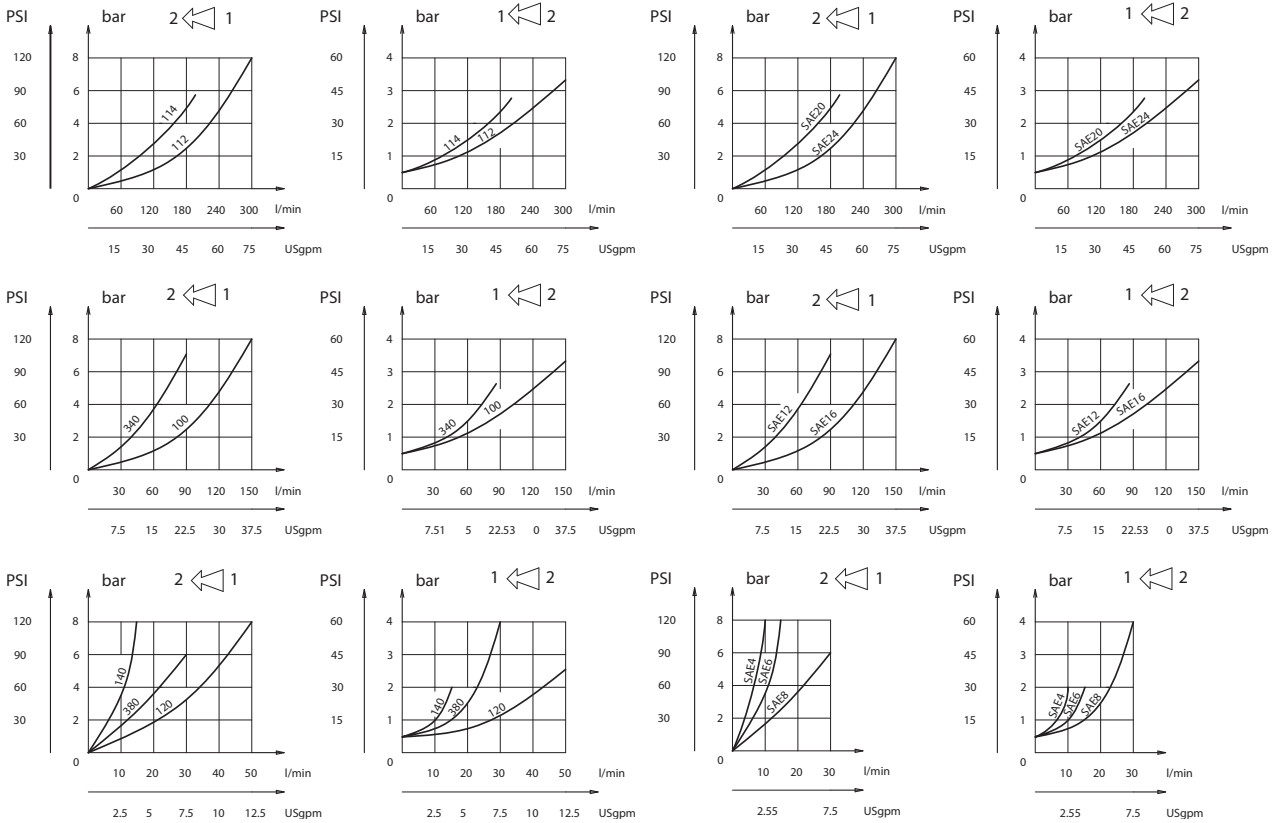 PSI bar 2 1 PSI bar 1 2 PSI bar 2 1 PSI bar 1 2
120 8 60 4 120 8 60 4
90 6 45 3 90 6 45 3
114 SAE20
60 4 30 2 60 4 30 2
112 114 112 SAE24 SAE20 SAE24
30 2 15 1 30 2 15 1
0 0 0 0
60 120 180 240 300 l/min 60 120 180 240 300 l/min 60 120 180 240 300 l/min 60 120 180 240 300 l/min
15 30 45 60 75 USgpm 15 30 45 60 75 USgpm 15 30 45 60 75 USgpm 15 30 45 60 75 USgpm
PSI bar 2 1 PSI bar 1 2 PSI bar 2 1 PSI bar 1 2
120 8 60 4 120 8 60 4
90 6 45 3 90 6 45 3
60 4 30 2 60 4 30 2
340 100 340 100 SAE12 SAE16 SAE12 SAE16
30 2 15 1 30 2 15 1
0 0 0 0
30 60 90 120 150 l/min 30 60 90 120 150 l/min 30 60 90 120 150 l/min 30 60 90 120 150 l/min
7.5 15 22.5 30 37.5 USgpm 7.51 5 22.53 0 37.5 USgpm 7.5 15 22.5 30 37.5 USgpm 7.5 15 22.53 0 37.5 USgpm
PSI bar 2 1 PSI bar 1 2 PSI bar 2 1 PSI bar 1 2
120 8 60 4 120 8 60 4
90 6 45 3 90 6 45 3
140 SAE4 SAE6
60 4 30 2 60 4 30 2
380 120 140 380 120 SAE8 SAE4 SAE6 SAE8
30 2 15 1 30 2 15 1
0 0 0 0
10 20 30 40 50 l/min 10 20 30 40 50 l/min 10 20 30 l/min 10 20 30 l/min
2.5 5 7.5 10 12.5 USgpm 2.5 5 7.5 10 12.5 USgpm 2.55 7.5 USgpm 2.55 7.5 USgpm